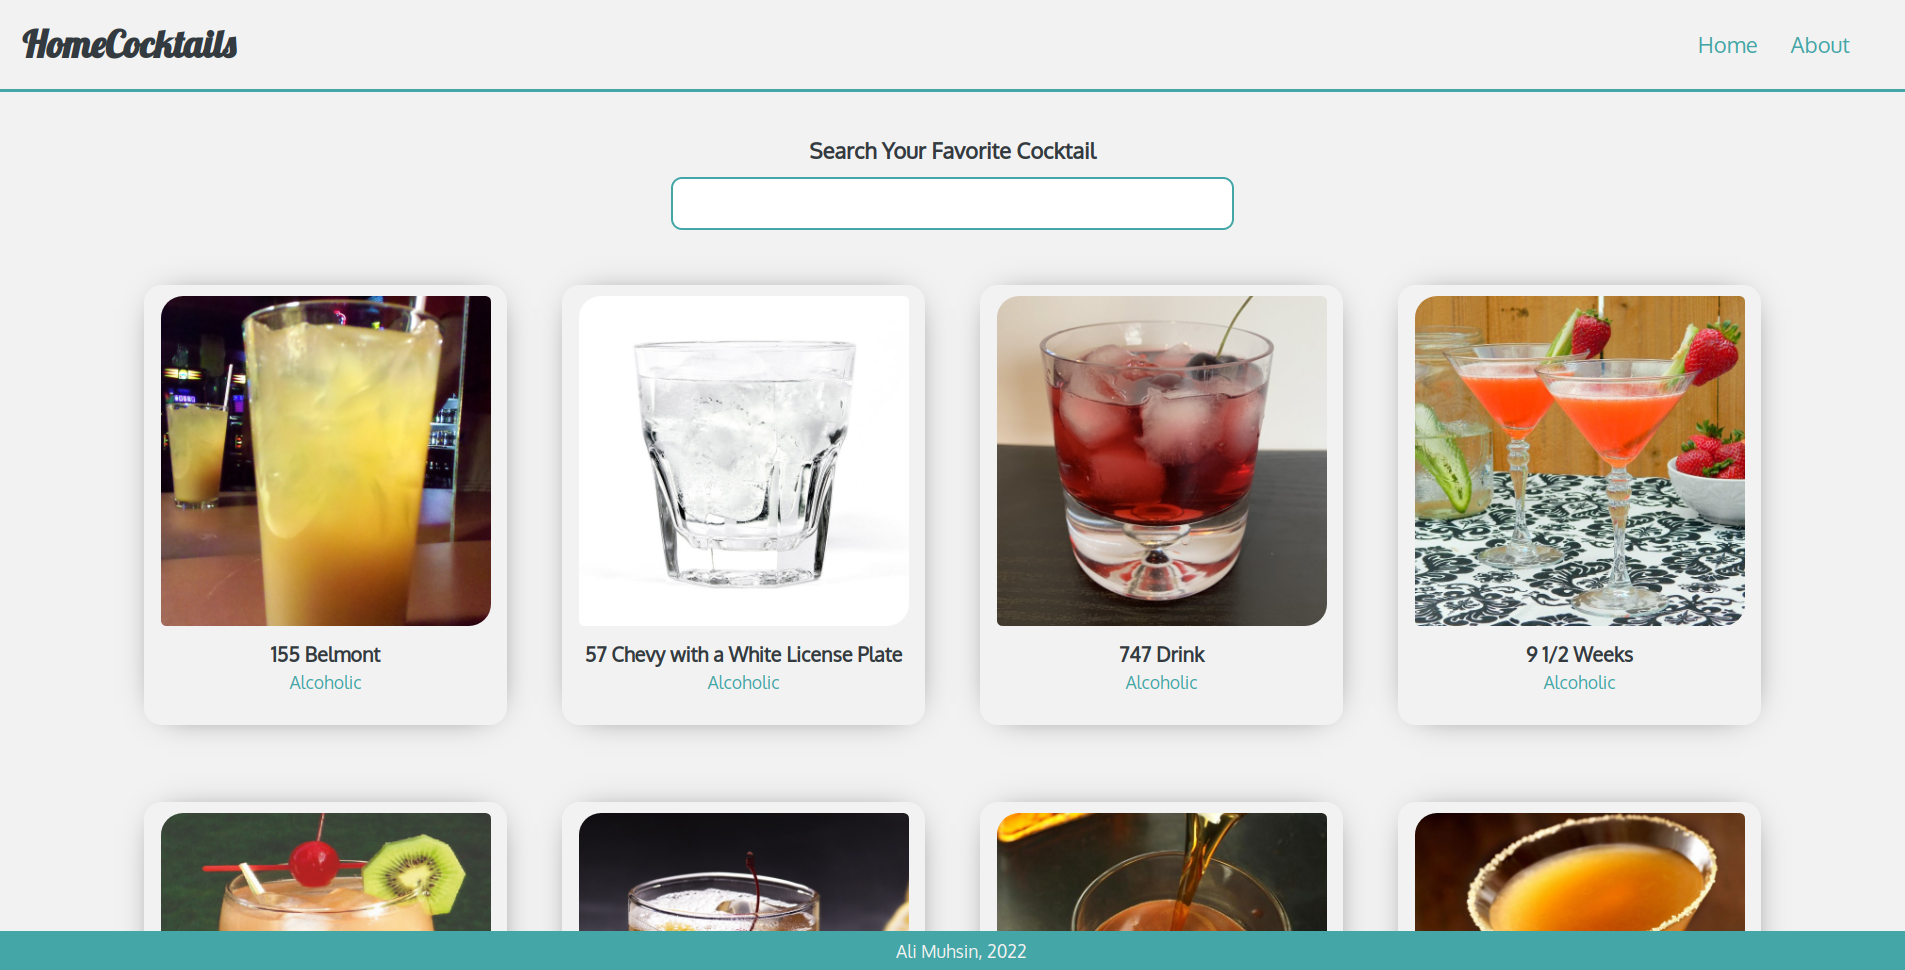 HomeCocktails
Home
About
Search Your Favorite Cocktail
155 Belmont
Alcoholic
57 Chevy with a White License Plate
Alcoholic
747 Drink
Alcoholic
9 1/2 Weeks
Alcoholic
Ali Muhsin, 2022